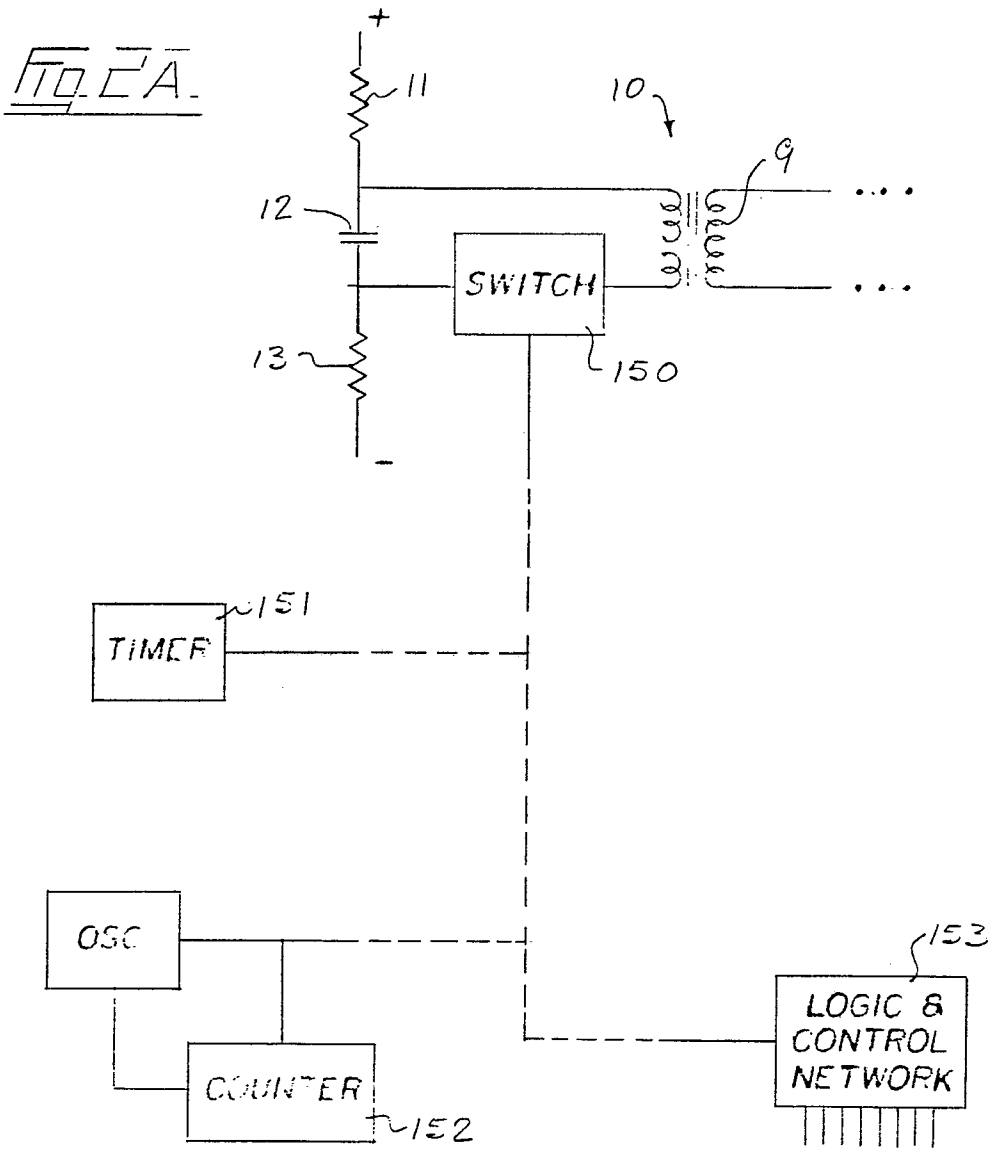 Fig. 2A.
+
11
10
9
12
SWITCH
13
150
-
151
TIMER
OSC
153
LOGIC &
CONTROL
NETWORK
COUNTER
152